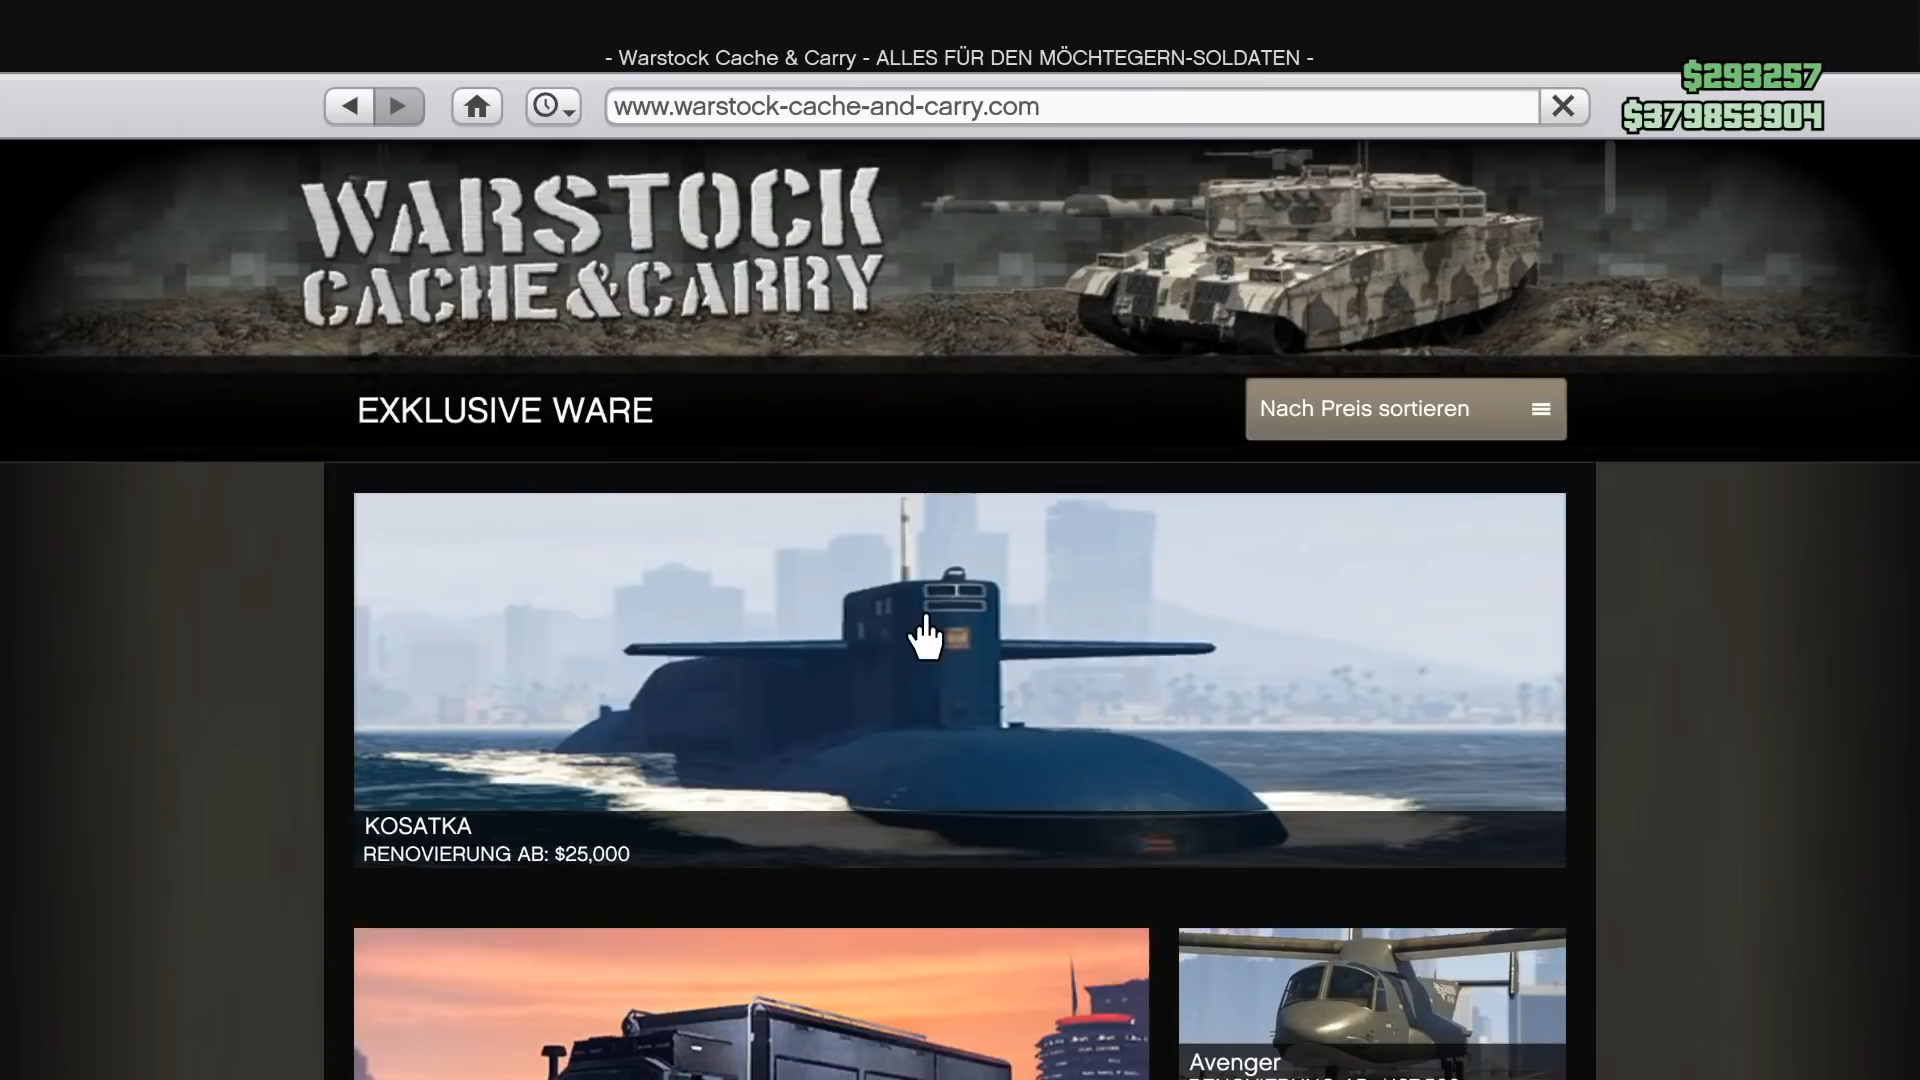 - Warstock Cache & Carry - ALLES FÜR DEN MÖCHTEGERN-SOLDATEN -
$293257
www.warstock-cache-and-carry.com
$379853904
WARSTOCK
CACHE & CARRY
EXKLUSIVE WARE
Nach Preis sortieren
KOSATKA
RENOVIERUNG AB: $25,000
Avenger